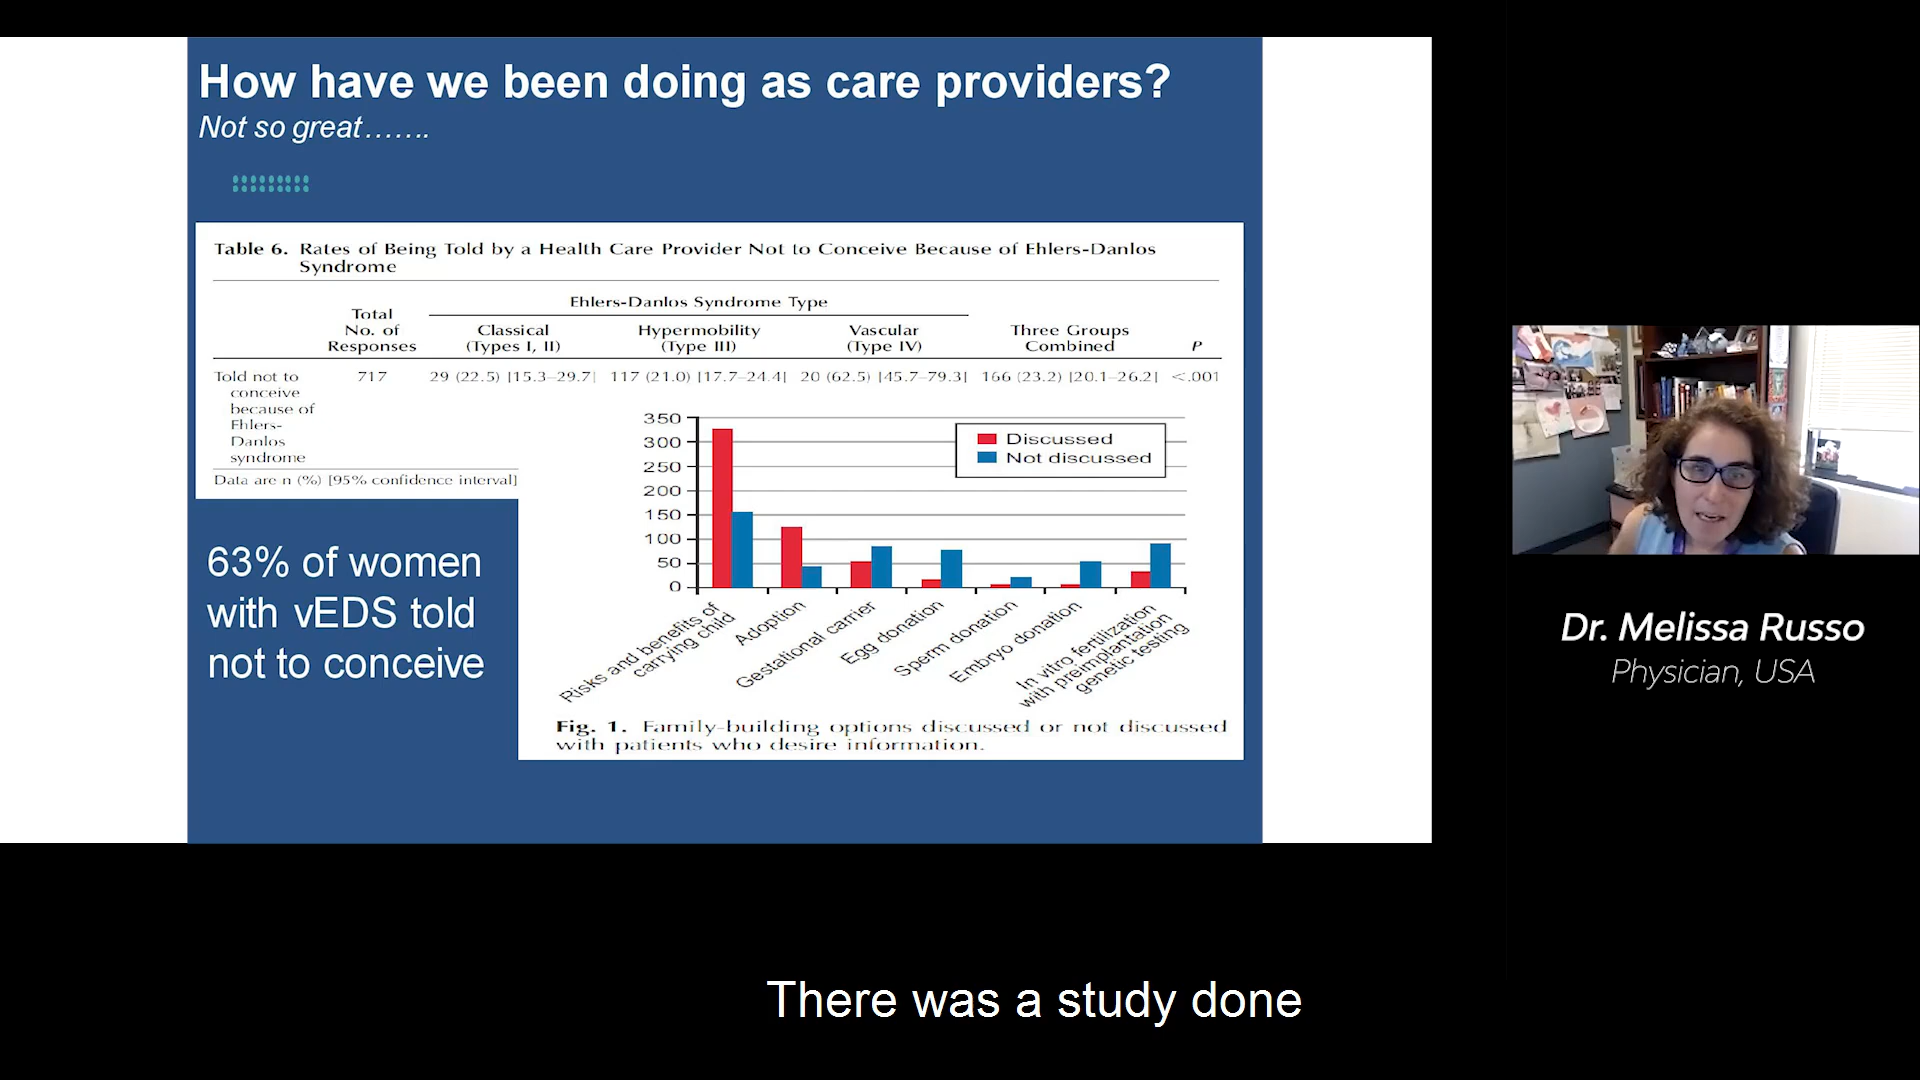 How have we been doing as care providers?
Not so great…….
Table 6. Rates of Being Told by a Health Care Provider Not to Conceive Because of Ehlers-Danlos
Syndrome
Ehlers-Danlos Syndrome Type
Total
No. of
Responses
Classical
(Types I, II)
Hypermobility
(Type III)
Vascular
(Type IV)
Three Groups
Combined
P
Told not to
conceive
because of
Ehlers-
Danlos
syndrome
717
29 (22.5) [15.3–29.7]
117 (21.0) [17.7–24.4]
20 (62.5) [45.7–79.3]
166 (23.2) [20.1–26.2]
<.001
Data are n (%) [95% confidence interval]
63% of women
with vEDS told
not to conceive
350
300
250
200
150
100
50
0
Discussed
Not discussed
Risks and benefits of
carrying child
Adoption
Gestational carrier
Egg donation
Sperm donation
Embryo donation
In vitro fertilization
with preimplantation
genetic testing
Fig. 1. Family-building options discussed or not discussed
with patients who desire information.
Dr. Melissa Russo
Physician, USA
There was a study done